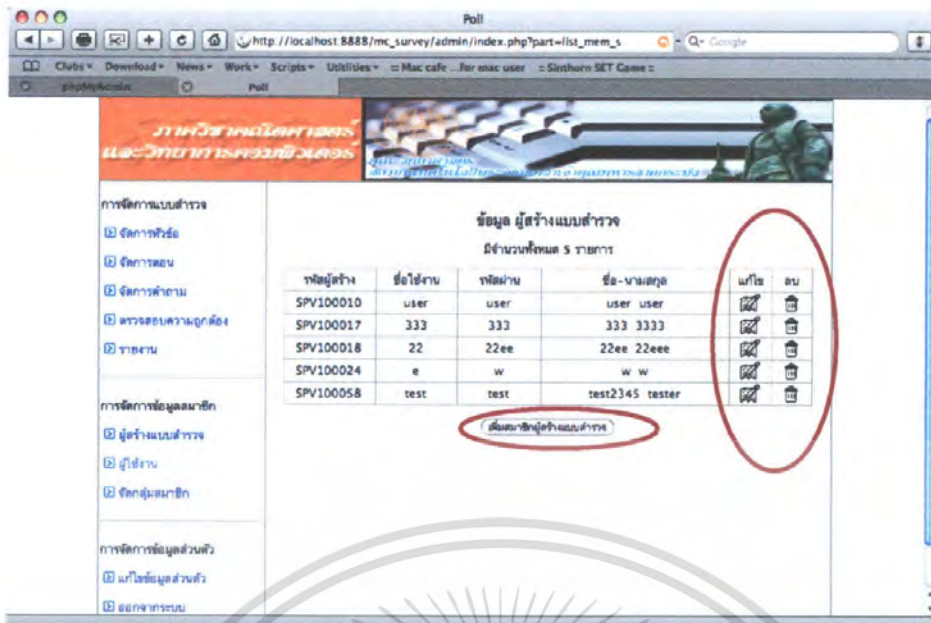 Poll
http://localhost:8888/mc_survey/admin/index.php?part=list_mem_s
Google
Clubs Download News Work Scripts Utilities :: Mac cafe ...for mac user :: Sinthorn SET Game ::
phpMyAdmin Poll
ภาควิชาคณิตศาสตร์
และวิทยาการคอมพิวเตอร์
การจัดการแบบสำรวจ
จัดการหัวข้อ
จัดการตอน
จัดการคำถาม
ตรวจสอบความถูกต้อง
รายงาน
การจัดการข้อมูลสมาชิก
ผู้สร้างแบบสำรวจ
ผู้ใช้งาน
จัดกลุ่มสมาชิก
การจัดการข้อมูลส่วนตัว
แก้ไขข้อมูลส่วนตัว
ออกจากระบบ
ข้อมูล ผู้สร้างแบบสำรวจ
มีจำนวนทั้งหมด 5 รายการ
รหัสผู้สร้าง ชื่อใช้งาน รหัสผ่าน ชื่อ-นามสกุล แก้ไข ลบ
SPV100010 user user user user
SPV100017 333 333 333 3333
SPV100018 22 22ee 22ee 22eee
SPV100024 e w w w
SPV100058 test test test2345 tester
เพิ่มสมาชิกผู้สร้างแบบสำรวจ